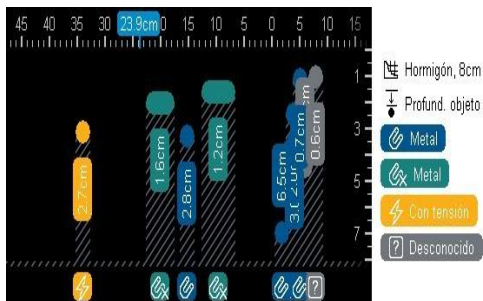 45 40 35 30 23.9cm 20 15 10 5 0 5 10 15
1
3
5
7
2.7cm
1.6cm
2.8cm
1.2cm
6.5cm
0.7cm
0.6cm
Hormigón, 8cm
Profund. objeto
Metal
Metal
Con tensión
? Desconocido
?